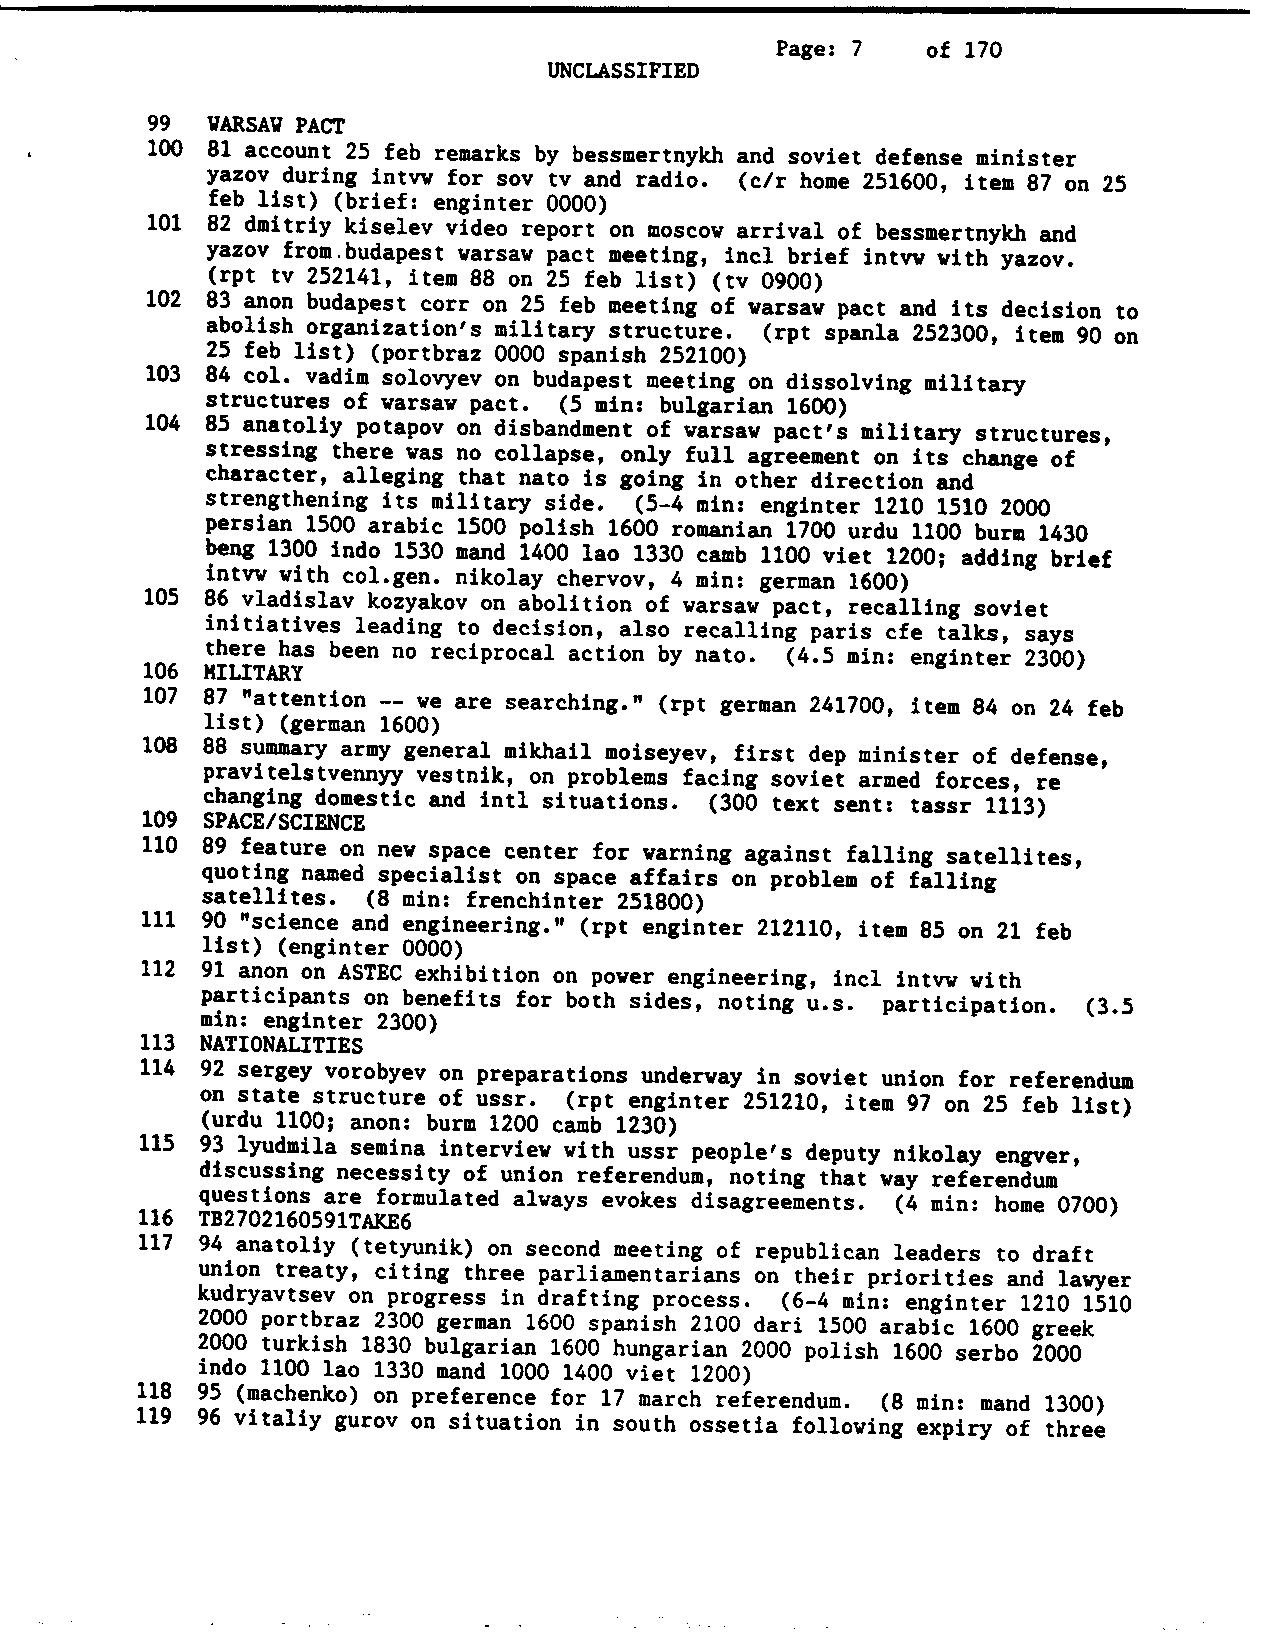 Page: 7 of 170
UNCLASSIFIED
99 WARSAW PACT
100 81 account 25 feb remarks by bessmertnykh and soviet defense minister
yazov during intvw for sov tv and radio. (c/r home 251600, item 87 on 25
feb list) (brief: enginter 0000)
101 82 dmitriy kiselev video report on moscow arrival of bessmertnykh and
yazov from.budapest warsaw pact meeting, incl brief intvw with yazov.
(rpt tv 252141, item 88 on 25 feb list) (tv 0900)
102 83 anon budapest corr on 25 feb meeting of warsaw pact and its decision to
abolish organization's military structure. (rpt spanla 252300, item 90 on
25 feb list) (portbraz 0000 spanish 252100)
103 84 col. vadim solovyev on budapest meeting on dissolving military
structures of warsaw pact. (5 min: bulgarian 1600)
104 85 anatoliy potapov on disbandment of warsaw pact's military structures,
stressing there was no collapse, only full agreement on its change of
character, alleging that nato is going in other direction and
strengthening its military side. (5-4 min: enginter 1210 1510 2000
persian 1500 arabic 1500 polish 1600 romanian 1700 urdu 1100 burm 1430
beng 1300 indo 1530 mand 1400 lao 1330 camb 1100 viet 1200; adding brief
intvw with col.gen. nikolay chervov, 4 min: german 1600)
105 86 vladislav kozyakov on abolition of warsaw pact, recalling soviet
initiatives leading to decision, also recalling paris cfe talks, says
there has been no reciprocal action by nato. (4.5 min: enginter 2300)
106 MILITARY
107 87 "attention -- we are searching." (rpt german 241700, item 84 on 24 feb
list) (german 1600)
108 88 summary army general mikhail moiseyev, first dep minister of defense,
pravitelstvennyy vestnik, on problems facing soviet armed forces, re
changing domestic and intl situations. (300 text sent: tassr 1113)
109 SPACE/SCIENCE
110 89 feature on new space center for warning against falling satellites,
quoting named specialist on space affairs on problem of falling
satellites. (8 min: frenchinter 251800)
111 90 "science and engineering." (rpt enginter 212110, item 85 on 21 feb
list) (enginter 0000)
112 91 anon on ASTEC exhibition on power engineering, incl intvw with
participants on benefits for both sides, noting u.s. participation. (3.5
min: enginter 2300)
113 NATIONALITIES
114 92 sergey vorobyev on preparations underway in soviet union for referendum
on state structure of ussr. (rpt enginter 251210, item 97 on 25 feb list)
(urdu 1100; anon: burm 1200 camb 1230)
115 93 lyudmila semina interview with ussr people's deputy nikolay engver,
discussing necessity of union referendum, noting that way referendum
questions are formulated always evokes disagreements. (4 min: home 0700)
116 TB2702160591TAKE6
117 94 anatoliy (tetyunik) on second meeting of republican leaders to draft
union treaty, citing three parliamentarians on their priorities and lawyer
kudryavtsev on progress in drafting process. (6-4 min: enginter 1210 1510
2000 portbraz 2300 german 1600 spanish 2100 dari 1500 arabic 1600 greek
2000 turkish 1830 bulgarian 1600 hungarian 2000 polish 1600 serbo 2000
indo 1100 lao 1330 mand 1000 1400 viet 1200)
118 95 (machenko) on preference for 17 march referendum. (8 min: mand 1300)
119 96 vitaliy gurov on situation in south ossetia following expiry of three